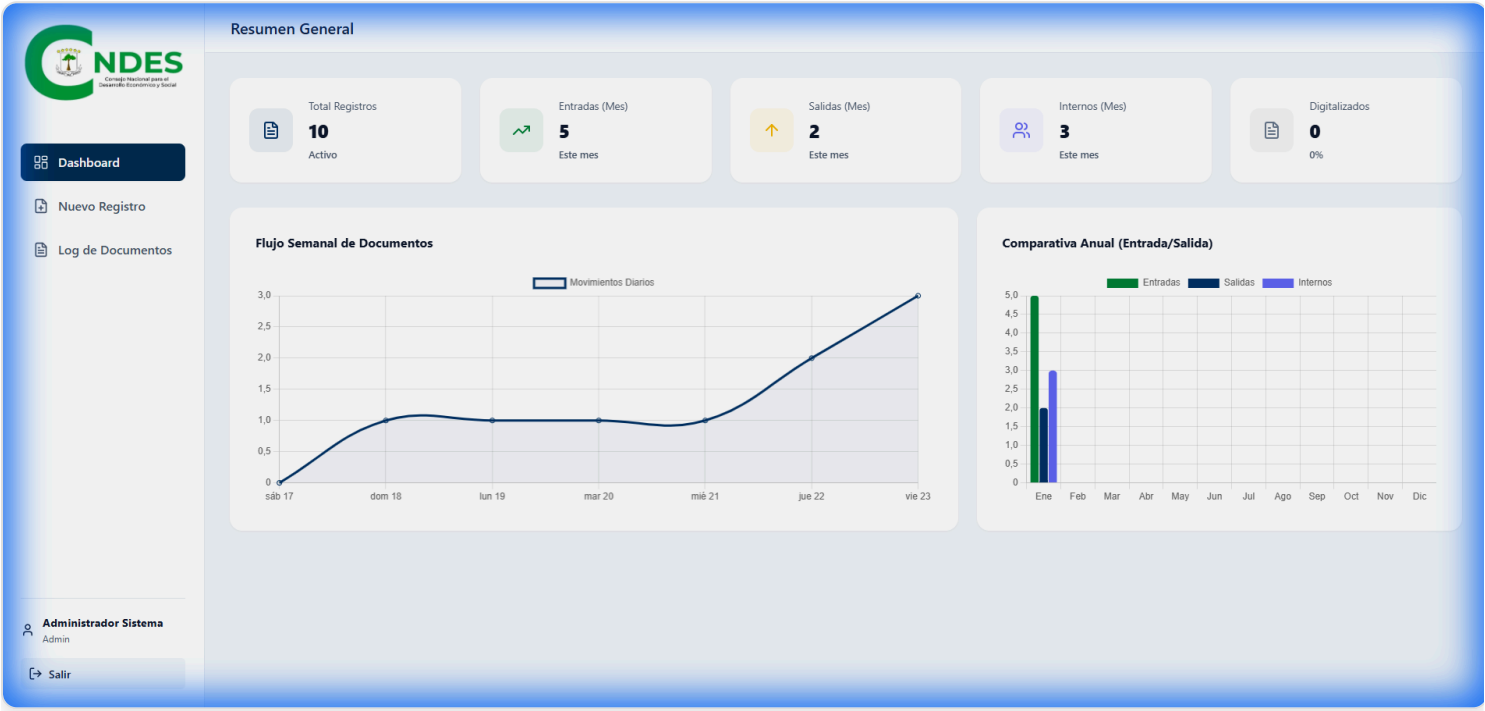 CNDES
Consejo Nacional para el
Desarrollo Económico y Social
Dashboard
Nuevo Registro
Log de Documentos
Administrador Sistema
Admin
Salir
Resumen General
Total Registros
10
Activo
Entradas (Mes)
5
Este mes
Salidas (Mes)
2
Este mes
Internos (Mes)
3
Este mes
Digitalizados
0
0%
Flujo Semanal de Documentos
Movimientos Diarios
3,0
2,5
2,0
1,5
1,0
0,5
0
sáb 17 dom 18 lun 19 mar 20 mié 21 jue 22 vie 23
Comparativa Anual (Entrada/Salida)
Entradas Salidas Internos
5,0
4,5
4,0
3,5
3,0
2,5
2,0
1,5
1,0
0,5
0
Ene Feb Mar Abr May Jun Jul Ago Sep Oct Nov Dic